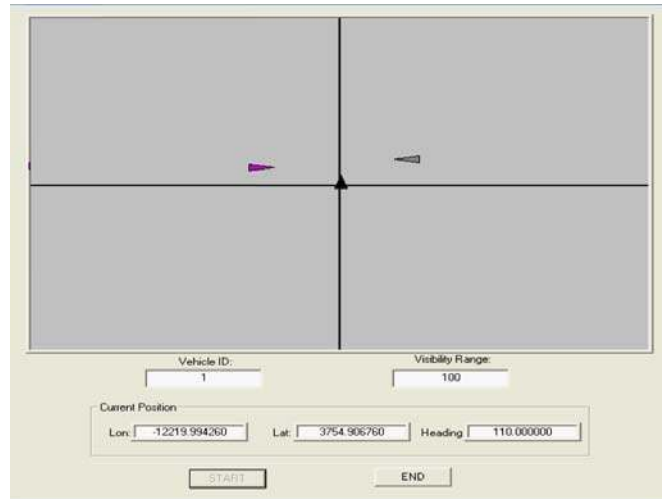 Vehicle ID: Visibility Range:
1 100
Current Position
Lon: -12219.994260 Lat: 3754.906760 Heading 110.000000
START END